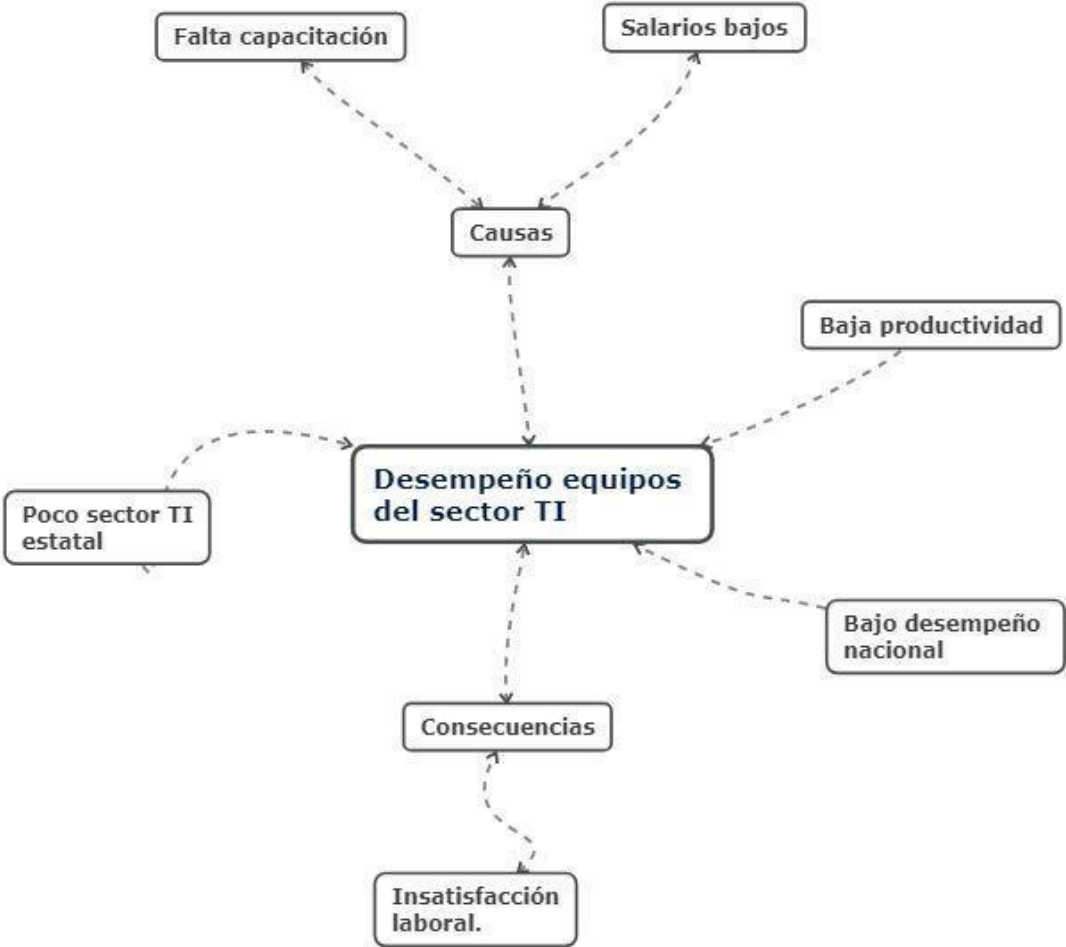 Falta capacitación
Salarios bajos
Causas
Baja productividad
Desempeño equipos
del sector TI
Poco sector TI
estatal
Bajo desempeño
nacional
Consecuencias
Insatisfacción
laboral.